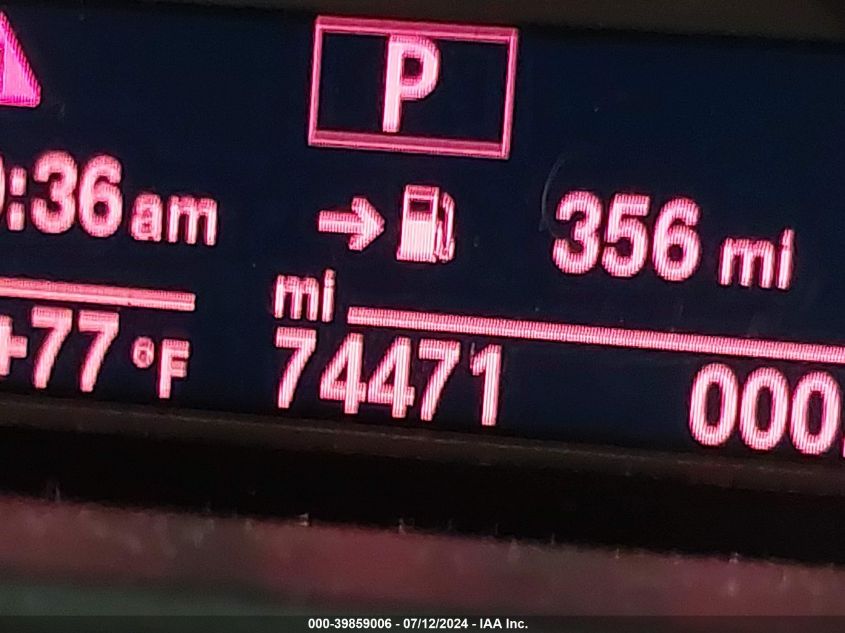 P
:36 am
356 mi
mi
+77 °F
74471
000
000-39859006 - 07/12/2024 - IAA Inc.